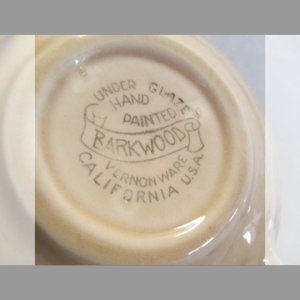 UNDER GLAZE
HAND
PAINTED
BARKWOOD
VERNONWARE
CALIFORNIA U.S.A.